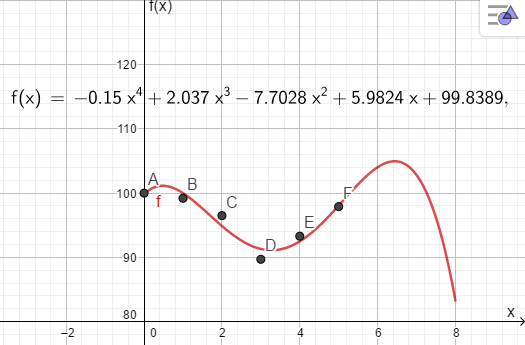 f(x)
120
f(x) = −0.15 x⁴ + 2.037 x³ − 7.7028 x² + 5.9824 x + 99.8389,
110
A
B
F
100
f
C
E
D
90
80
x
−2 0 2 4 6 8